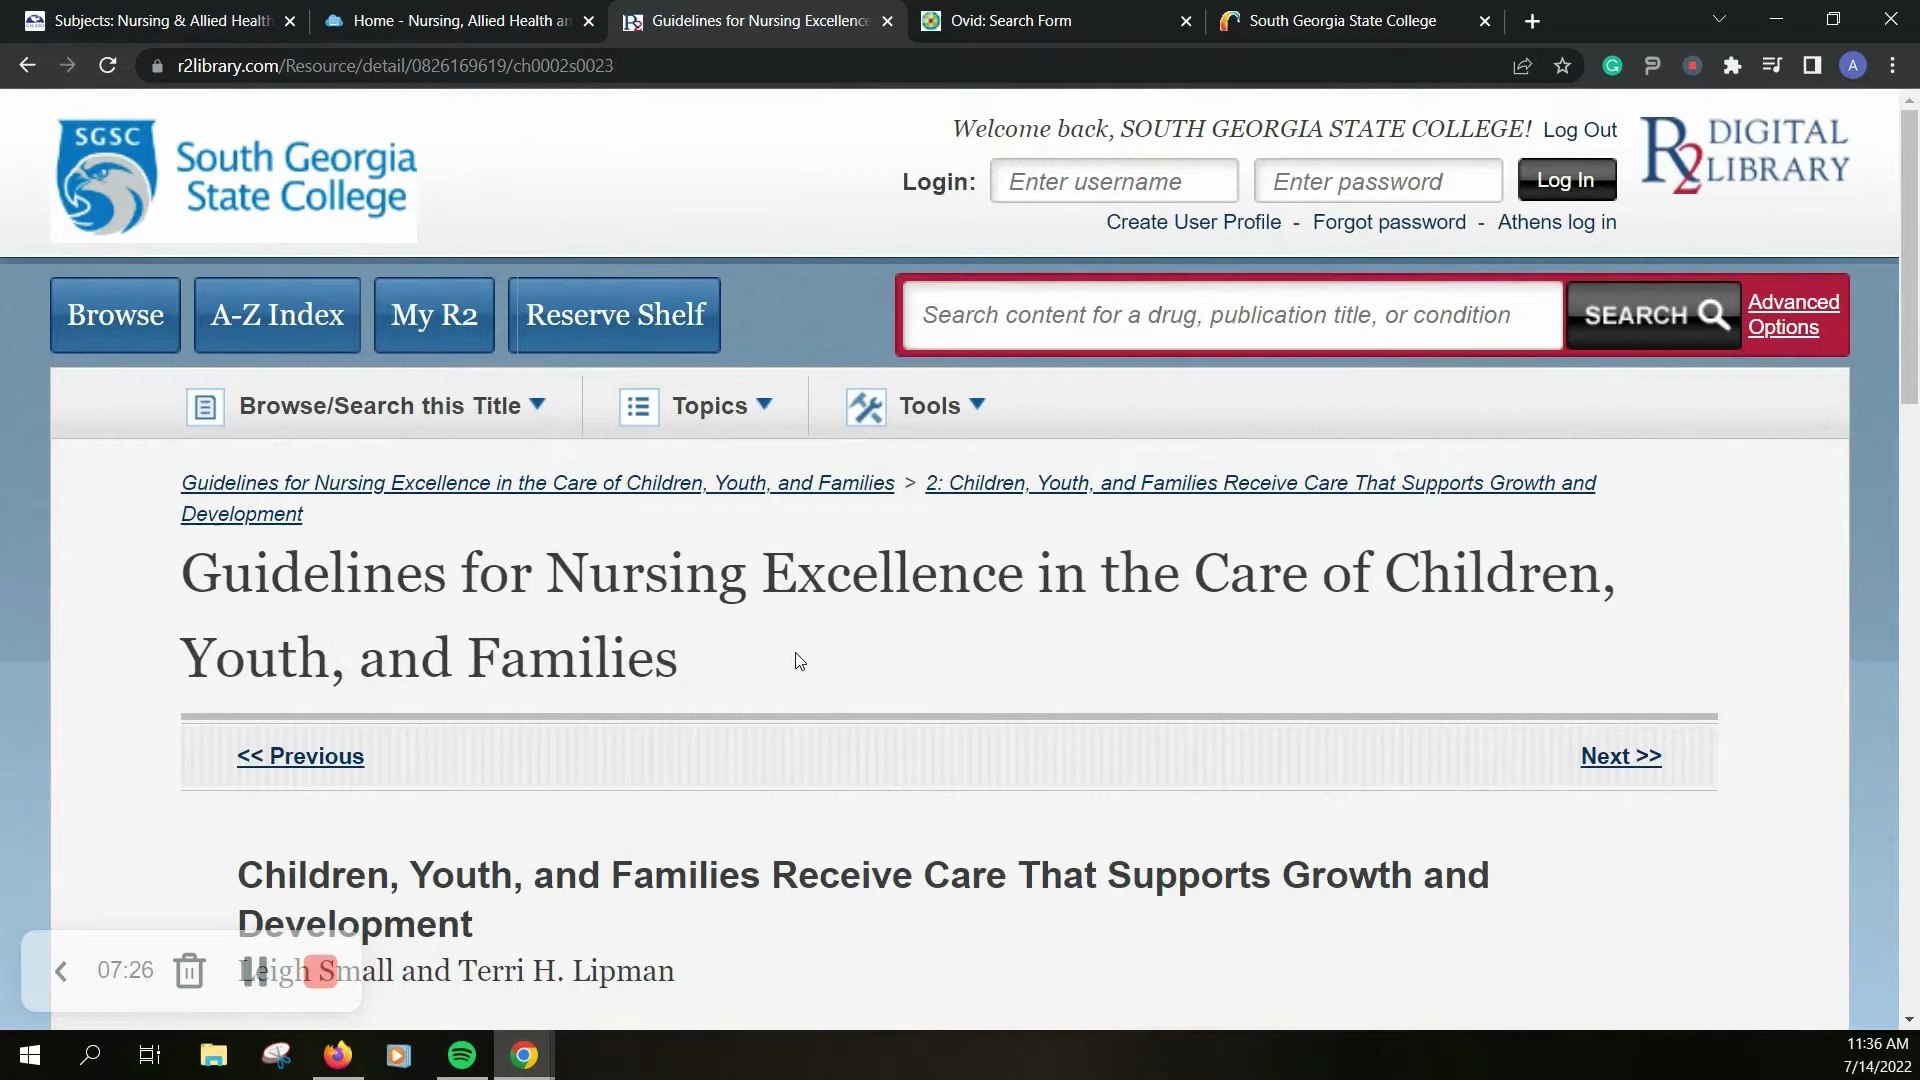 Subjects: Nursing & Allied Health
Home - Nursing, Allied Health an
Guidelines for Nursing Excellence
Ovid: Search Form
South Georgia State College
r2library.com/Resource/detail/0826169619/ch0002s0023
A
SGSC
South Georgia
State College
Welcome back, SOUTH GEORGIA STATE COLLEGE! Log Out
Login: Enter username Enter password Log In
Create User Profile - Forgot password - Athens log in
R2 DIGITAL
LIBRARY
Browse
A-Z Index
My R2
Reserve Shelf
Search content for a drug, publication title, or condition
SEARCH
Advanced
Options
Browse/Search this Title
Topics
Tools
Guidelines for Nursing Excellence in the Care of Children, Youth, and Families > 2: Children, Youth, and Families Receive Care That Supports Growth and
Development
Guidelines for Nursing Excellence in the Care of Children,
Youth, and Families
<< Previous
Next >>
Children, Youth, and Families Receive Care That Supports Growth and
Development
Leigh Small and Terri H. Lipman
07:26
11:36 AM
7/14/2022